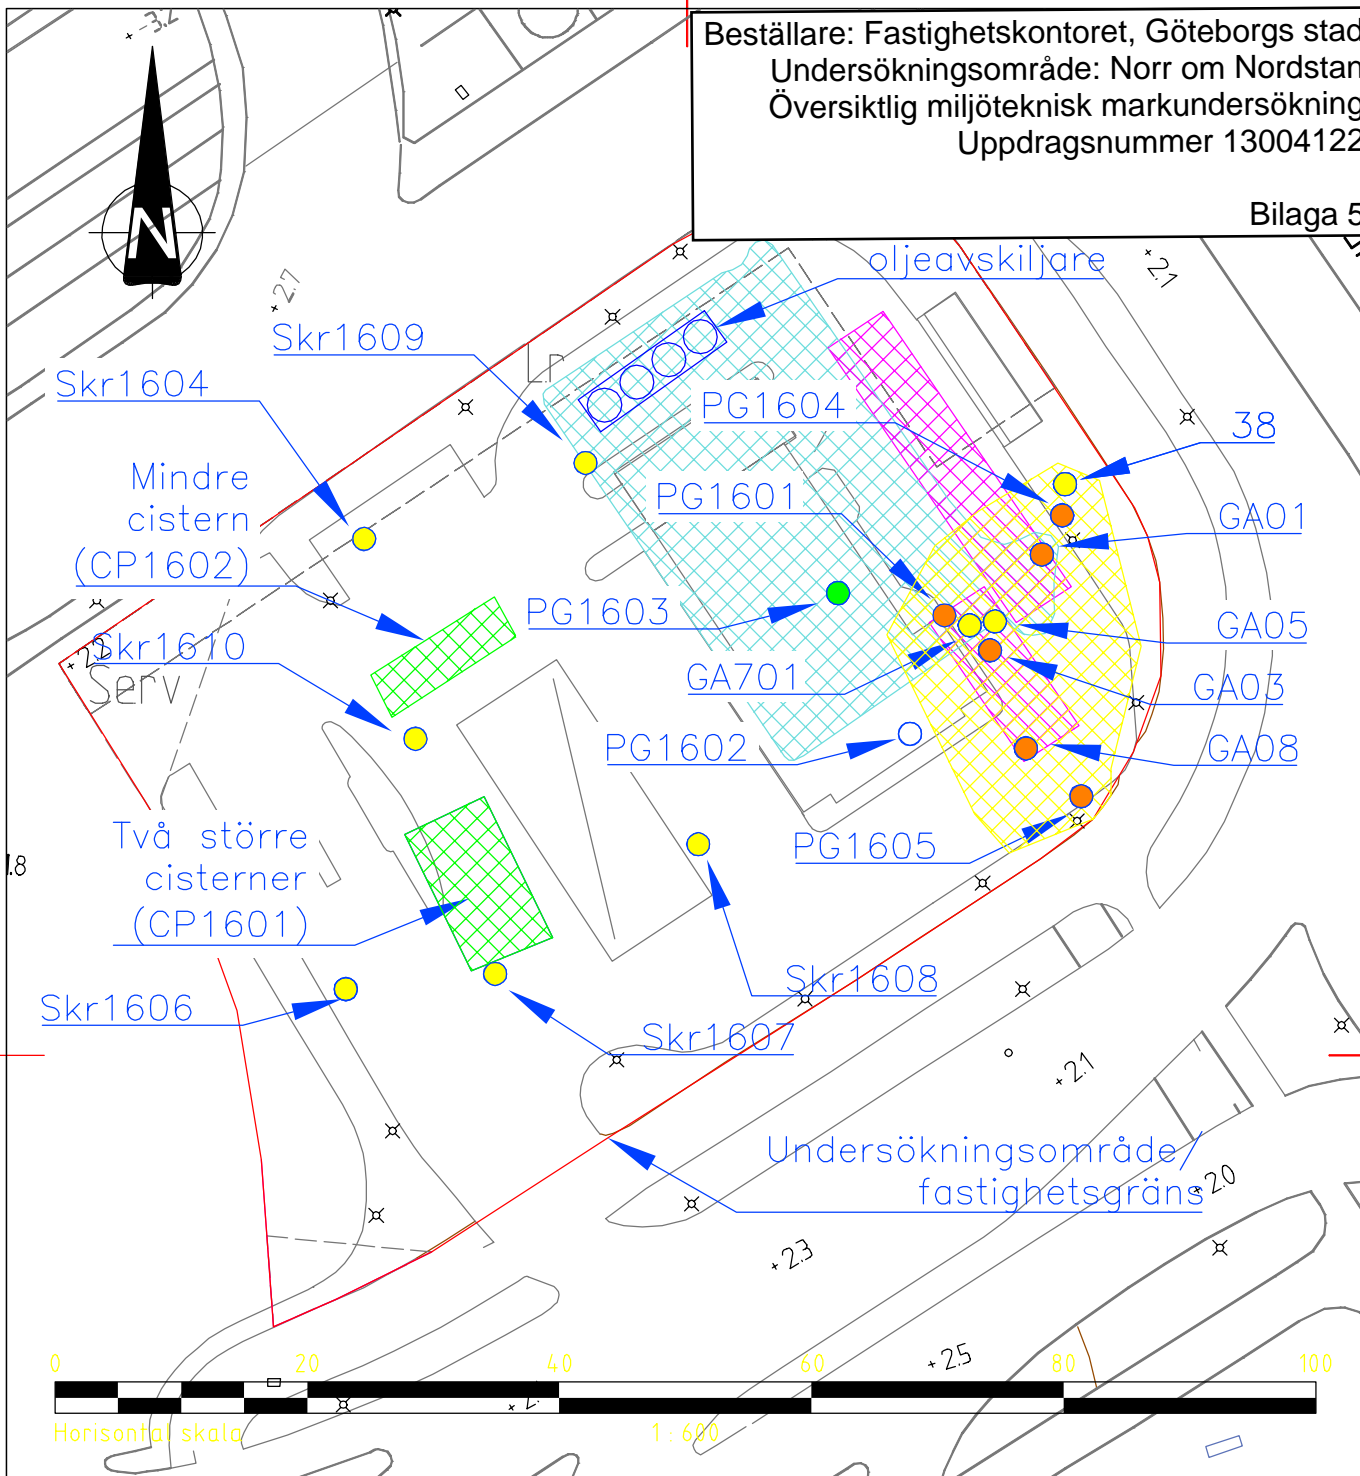 Beställare: Fastighetskontoret, Göteborgs stad
Undersökningsområde: Norr om Nordstan
Översiktlig miljöteknisk markundersökning
Uppdragsnummer 13004122
Bilaga 5
-3.2
N
+2.7
+2.1
oljeavskiljare
Skr1609
Lr
Skr1604
PG1604
38
Mindre
cistern
(CP1602)
PG1601
GA01
PG1603
GA05
+2.2
Skr1610
Serv
GA701
GA03
PG1602
GA08
Två större
cisterner
(CP1601)
PG1605
1.8
Skr1608
Skr1606
Skr1607
+2.1
Undersökningsområde/
fastighetsgräns
+2.0
+2.3
+2.5
0 20 40 60 80 100
Horisontal skala
1:600